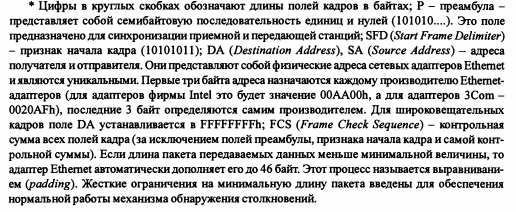 * Цифры в круглых скобках обозначают длины полей кадров в байтах; P – преамбула –
представляет собой семибайтовую последовательность единиц и нулей (101010....). Это поле
предназначено для синхронизации приемной и передающей станций; SFD (Start Frame Delimiter)
– признак начала кадра (10101011); DA (Destination Address), SA (Source Address) – адреса
получателя и отправителя. Они представляют собой физические адреса сетевых адаптеров Ethernet
и являются уникальными. Первые три байта адреса назначаются каждому производителю Ethernet-
адаптеров (для адаптеров фирмы Intel это будет значение 00AA00h, а для адаптеров 3Com –
0020AFh), последние 3 байт определяются самим производителем. Для широковещательных
кадров поле DA устанавливается в FFFFFFFFh; FCS (Frame Check Sequence) – контрольная
сумма всех полей кадра (за исключением полей преамбулы, признака начала кадра и самой конт-
рольной суммы). Если длина пакета передаваемых данных меньше минимальной величины, то
адаптер Ethernet автоматически дополняет его до 46 байт. Этот процесс называется выравнивани-
ем (padding). Жесткие ограничения на минимальную длину пакета введены для обеспечения
нормальной работы механизма обнаружения столкновений.